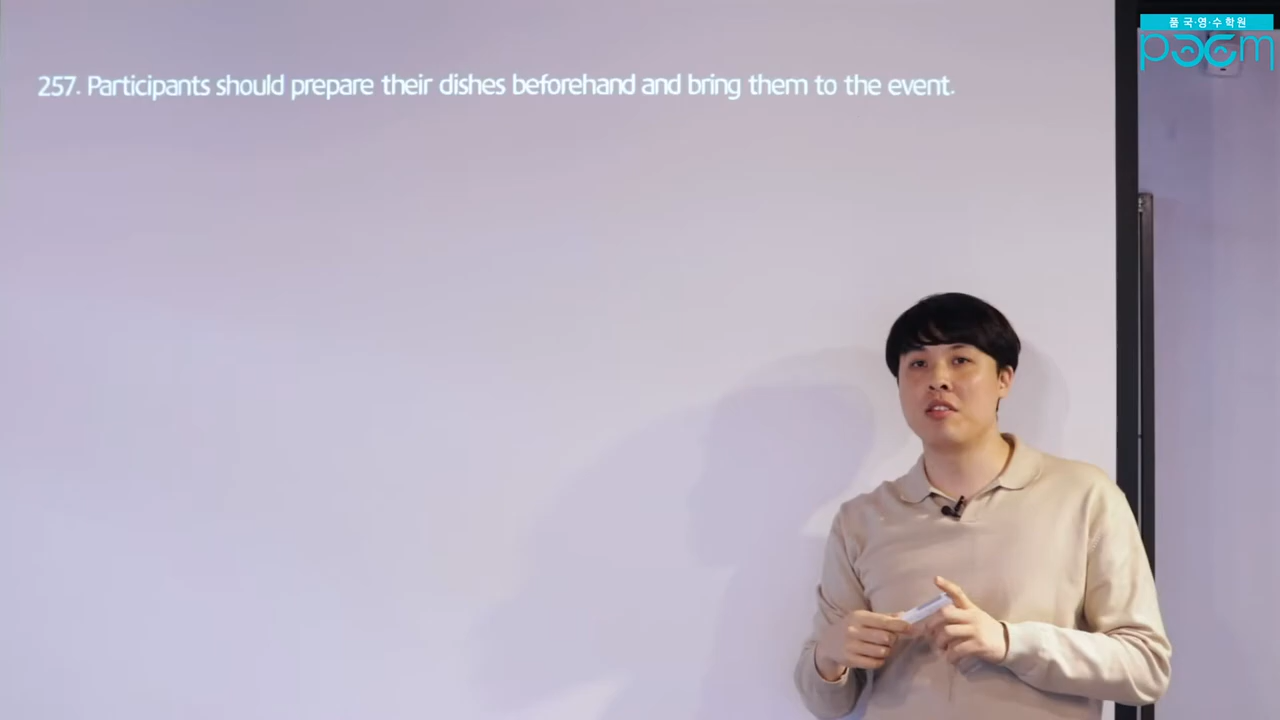 품 국·영·수 학원
poem
257. Participants should prepare their dishes beforehand and bring them to the event.